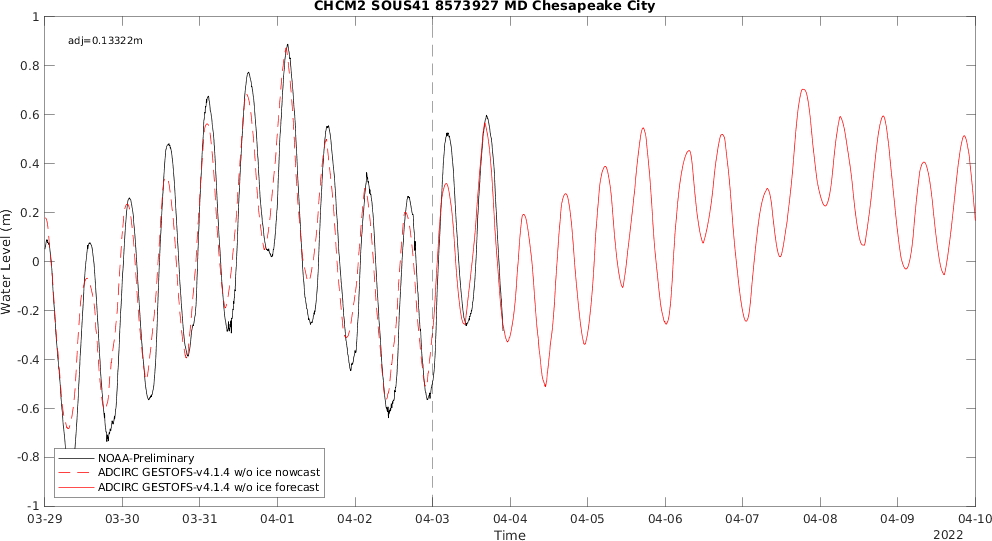 CHCM2 SOUS41 8573927 MD Chesapeake City
adj=0.13322m
Water Level (m)
1
0.8
0.6
0.4
0.2
0
-0.2
-0.4
-0.6
-0.8
-1
NOAA-Preliminary
ADCIRC GESTOFS-v4.1.4 w/o ice nowcast
ADCIRC GESTOFS-v4.1.4 w/o ice forecast
03-29 03-30 03-31 04-01 04-02 04-03 04-04 04-05 04-06 04-07 04-08 04-09 04-10
Time
2022